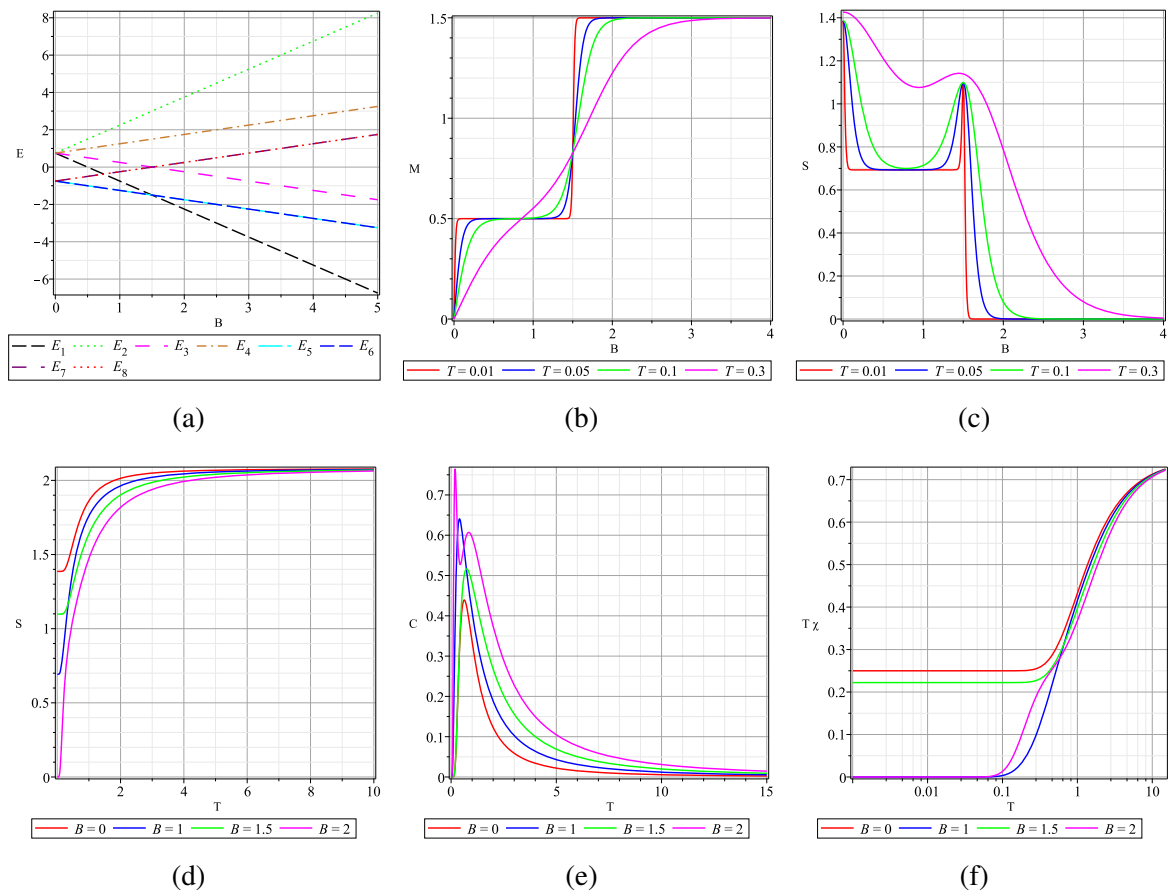 8
6
4
2
E
0
−2
−4
−6
0 1 2 3 4 5
B
E1 E2 E3 E4 E5 E6
E7 E8
(a)
1.5
1
M
0.5
0
0 1 2 3 4
B
T = 0.01 T = 0.05 T = 0.1 T = 0.3
(b)
1.4
1.2
1
0.8
S
0.6
0.4
0.2
0
0 1 2 3 4
B
T = 0.01 T = 0.05 T = 0.1 T = 0.3
(c)
2
1.5
1
S
0.5
0
2 4 6 8 10
T
B = 0 B = 1 B = 1.5 B = 2
(d)
0.7
0.6
0.5
0.4
C
0.3
0.2
0.1
0
0 5 10 15
T
B = 0 B = 1 B = 1.5 B = 2
(e)
0.7
0.6
0.5
0.4
T χ
0.3
0.2
0.1
0
0.01 0.1 1 10
T
B = 0 B = 1 B = 1.5 B = 2
(f)